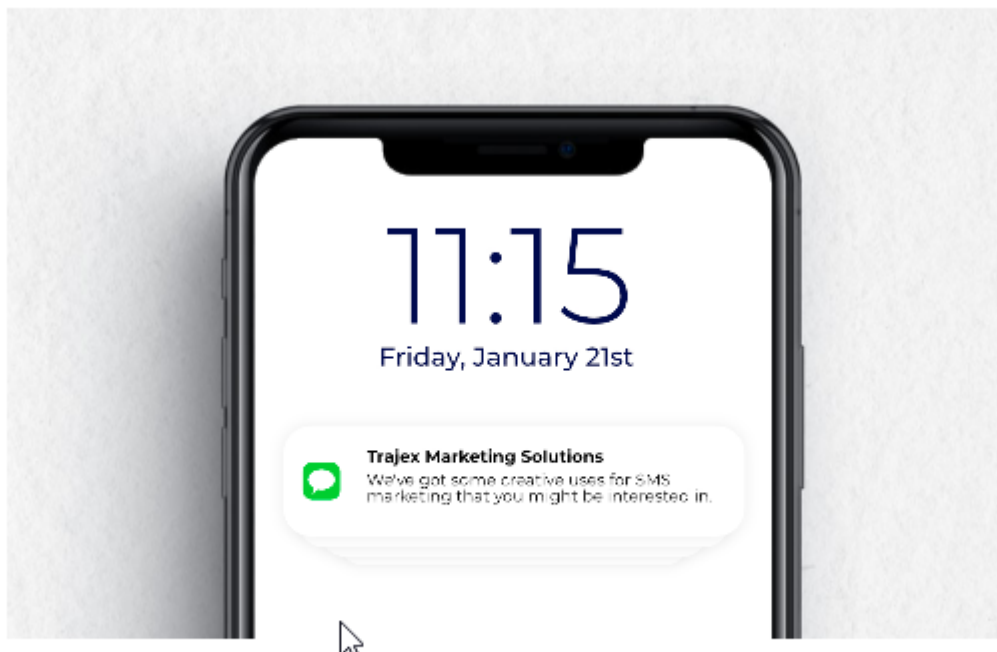 11:15
Friday, January 21st
Trajex Marketing Solutions
We've got some creative uses for SMS
marketing that you might be interested in.